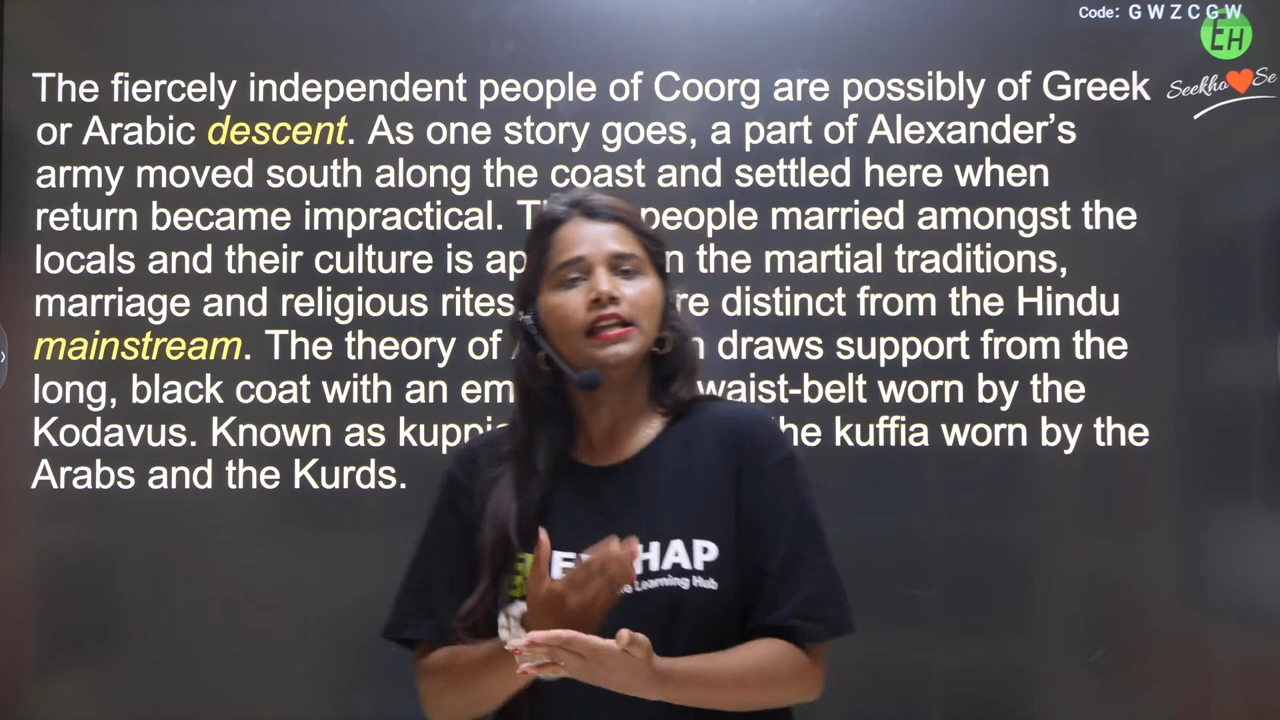 Code: G W Z C G W
EH
Seekho Se
The fiercely independent people of Coorg are possibly of Greek
or Arabic descent. As one story goes, a part of Alexander’s
army moved south along the coast and settled here when
return became impractical. people married amongst the
locals and their culture is the martial traditions,
marriage and religious rites, distinct from the Hindu
mainstream. The theory of draws support from the
long, black coat with an waist-belt worn by the
Kodavus. Known as kuffia worn by the
Arabs and the Kurds.
HAP
Learning Hub